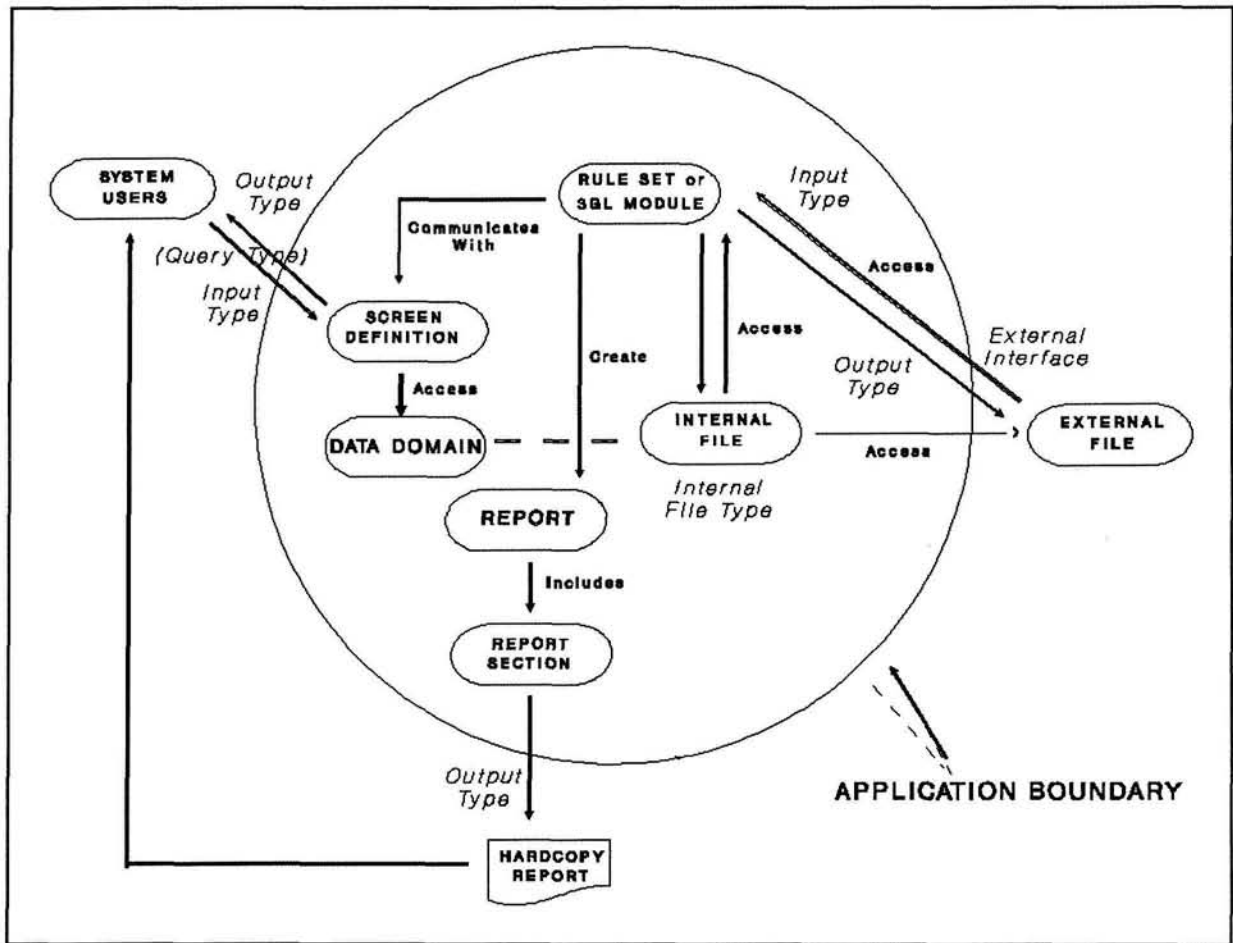 SYSTEM
USERS
Output
Type
(Query Type)
Input
Type
RULE SET or
SQL MODULE
Communicates
With
Input
Type
Access
SCREEN
DEFINITION
Access
Create
Access
External
Interface
Output
Type
DATA DOMAIN
INTERNAL
FILE
Access
EXTERNAL
FILE
Internal
File Type
REPORT
Includes
REPORT
SECTION
Output
Type
APPLICATION BOUNDARY
HARDCOPY
REPORT